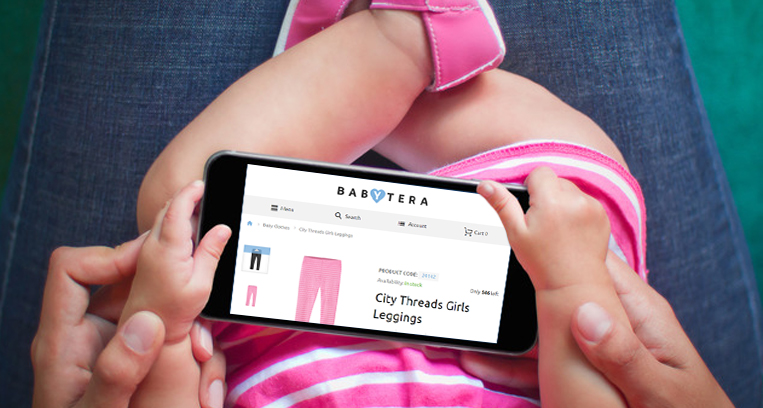 BABYTERA
Menu
Search
Account
Cart 0
Baby Clothes > City Threads Girls Leggings
PRODUCT CODE: 29162
Availability: In stock
Only 546 left
City Threads Girls
Leggings